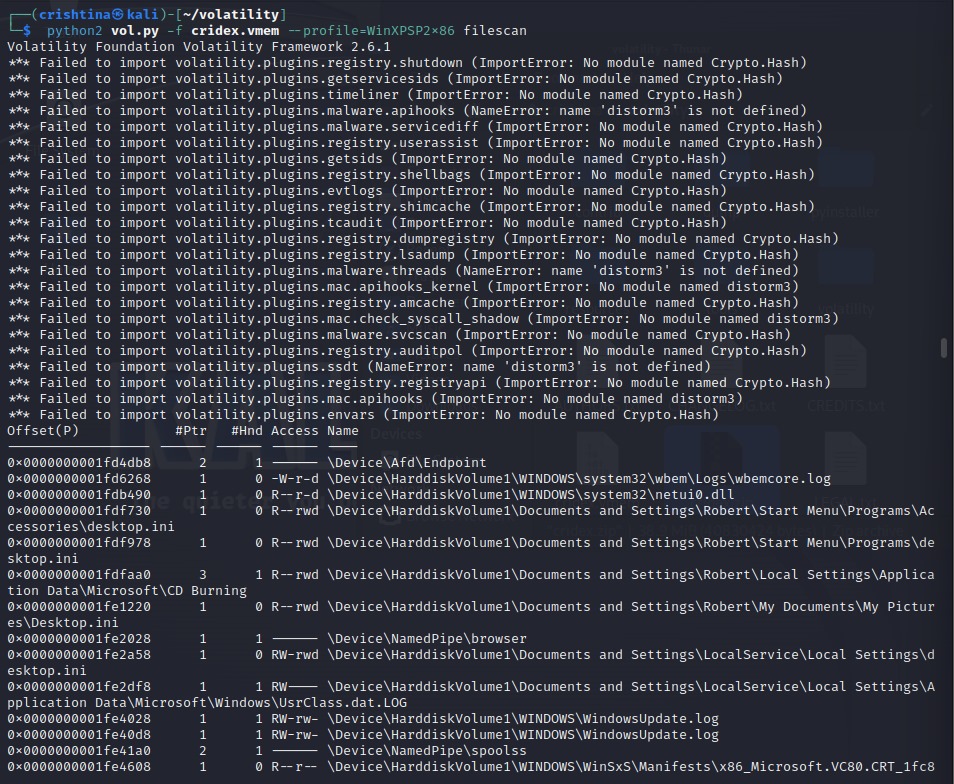 ┌──(crishtina㉿kali)-[~/volatility]
└─$ python2 vol.py -f cridex.vmem --profile=WinXPSP2×86 filescan
Volatility Foundation Volatility Framework 2.6.1
*** Failed to import volatility.plugins.registry.shutdown (ImportError: No module named Crypto.Hash)
*** Failed to import volatility.plugins.getservicesids (ImportError: No module named Crypto.Hash)
*** Failed to import volatility.plugins.timeliner (ImportError: No module named Crypto.Hash)
*** Failed to import volatility.plugins.malware.apihooks (NameError: name 'distorm3' is not defined)
*** Failed to import volatility.plugins.malware.servicediff (ImportError: No module named Crypto.Hash)
*** Failed to import volatility.plugins.registry.userassist (ImportError: No module named Crypto.Hash)
*** Failed to import volatility.plugins.getsids (ImportError: No module named Crypto.Hash)
*** Failed to import volatility.plugins.registry.shellbags (ImportError: No module named Crypto.Hash)
*** Failed to import volatility.plugins.evtlogs (ImportError: No module named Crypto.Hash)
*** Failed to import volatility.plugins.registry.shimcache (ImportError: No module named Crypto.Hash)
*** Failed to import volatility.plugins.tcaudit (ImportError: No module named Crypto.Hash)
*** Failed to import volatility.plugins.registry.dumpregistry (ImportError: No module named Crypto.Hash)
*** Failed to import volatility.plugins.registry.lsadump (ImportError: No module named Crypto.Hash)
*** Failed to import volatility.plugins.malware.threads (NameError: name 'distorm3' is not defined)
*** Failed to import volatility.plugins.mac.apihooks_kernel (ImportError: No module named distorm3)
*** Failed to import volatility.plugins.registry.amcache (ImportError: No module named Crypto.Hash)
*** Failed to import volatility.plugins.mac.check_syscall_shadow (ImportError: No module named distorm3)
*** Failed to import volatility.plugins.malware.svcscan (ImportError: No module named Crypto.Hash)
*** Failed to import volatility.plugins.registry.auditpol (ImportError: No module named Crypto.Hash)
*** Failed to import volatility.plugins.ssdt (NameError: name 'distorm3' is not defined)
*** Failed to import volatility.plugins.registry.registryapi (ImportError: No module named Crypto.Hash)
*** Failed to import volatility.plugins.mac.apihooks (ImportError: No module named distorm3)
*** Failed to import volatility.plugins.envars (ImportError: No module named Crypto.Hash)
Offset(P) #Ptr #Hnd Access Name
0×0000000001fd4db8 2 1 ------ \Device\Afd\Endpoint
0×0000000001fd6268 1 0 -W-r-d \Device\HarddiskVolume1\WINDOWS\system32\wbem\Logs\wbemcore.log
0×0000000001fdb490 1 0 R--r-d \Device\HarddiskVolume1\WINDOWS\system32\netui0.dll
0×0000000001fdf730 1 0 R--rwd \Device\HarddiskVolume1\Documents and Settings\Robert\Start Menu\Programs\Ac
cessories\desktop.ini
0×0000000001fdf978 1 0 R--rwd \Device\HarddiskVolume1\Documents and Settings\Robert\Start Menu\Programs\de
sktop.ini
0×0000000001fdfaa0 3 1 R--rwd \Device\HarddiskVolume1\Documents and Settings\Robert\Local Settings\Applica
tion Data\Microsoft\CD Burning
0×0000000001fe1220 1 0 R--rwd \Device\HarddiskVolume1\Documents and Settings\Robert\My Documents\My Pictur
es\Desktop.ini
0×0000000001fe2028 1 1 ------ \Device\NamedPipe\browser
0×0000000001fe2a58 1 0 RW-rwd \Device\HarddiskVolume1\Documents and Settings\LocalService\Local Settings\d
esktop.ini
0×0000000001fe2df8 1 1 RW---- \Device\HarddiskVolume1\Documents and Settings\LocalService\Local Settings\A
pplication Data\Microsoft\Windows\UsrClass.dat.LOG
0×0000000001fe4028 1 1 RW-rw- \Device\HarddiskVolume1\WINDOWS\WindowsUpdate.log
0×0000000001fe40d8 1 1 RW-rw- \Device\HarddiskVolume1\WINDOWS\WindowsUpdate.log
0×0000000001fe41a0 2 1 ------ \Device\NamedPipe\spoolss
0×0000000001fe4608 1 0 R--r-- \Device\HarddiskVolume1\WINDOWS\WinSxS\Manifests\x86_Microsoft.VC80.CRT_1fc8